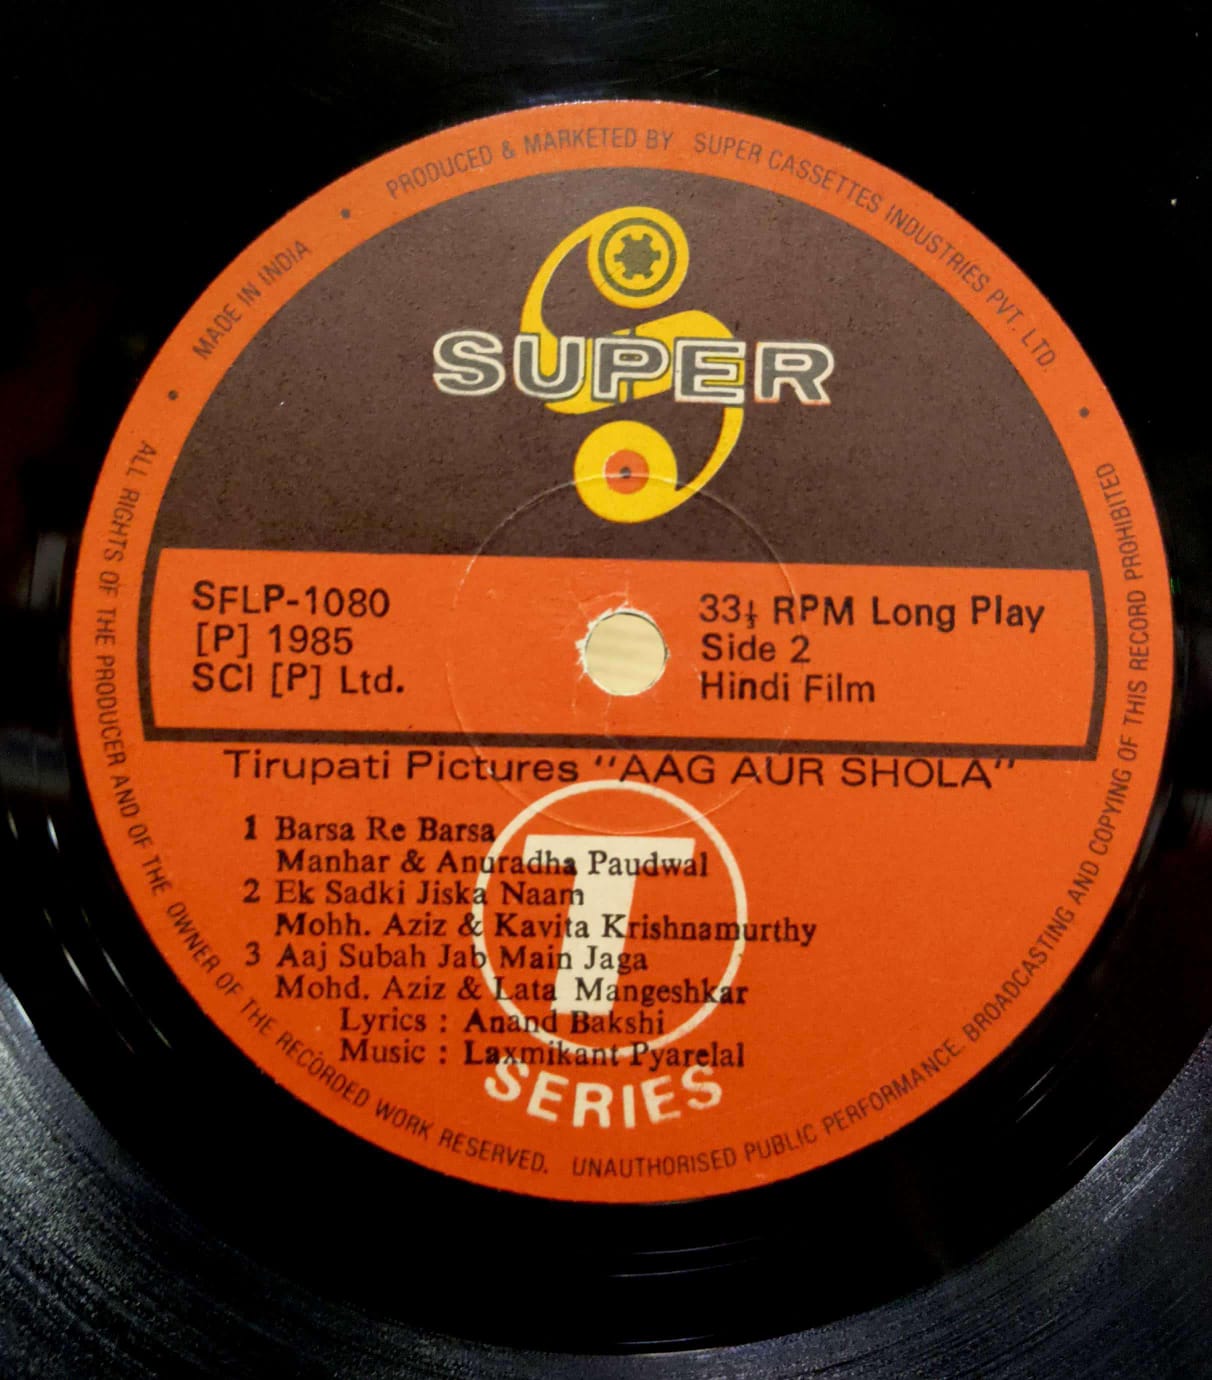 MADE IN INDIA • PRODUCED & MARKETED BY SUPER CASSETTES INDUSTRIES PVT. LTD. •
SUPER
SFLP-1080
[P] 1985
SCI [P] Ltd.
33⅓ RPM Long Play
Side 2
Hindi Film
Tirupati Pictures "AAG AUR SHOLA"
1 Barsa Re Barsa
Manhar & Anuradha Paudwal
2 Ek Sadki Jiska Naam
Mohh. Aziz & Kavita Krishnamurthy
3 Aaj Subah Jab Main Jaga
Mohd. Aziz & Lata Mangeshkar
Lyrics : Anand Bakshi
Music : Laxmikant Pyarelal
T
SERIES
• ALL RIGHTS OF THE PRODUCER AND OF THE OWNER OF THE RECORDED WORK RESERVED. UNAUTHORISED PUBLIC PERFORMANCE. BROADCASTING AND COPYING OF THIS RECORD PROHIBITED